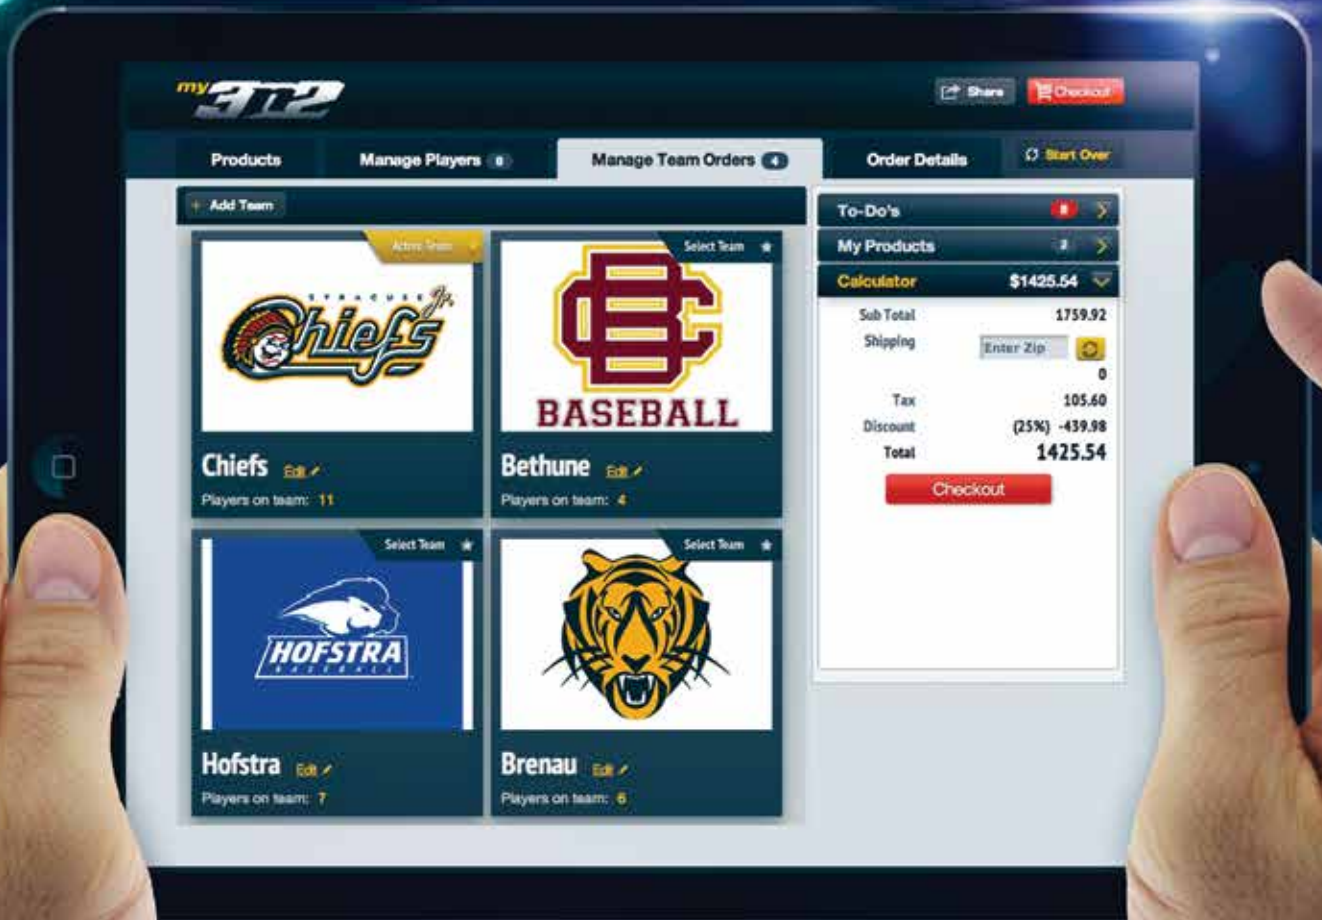 my 3n2
Share
Checkout
Products
Manage Players
Manage Team Orders 4
Order Details
Start Over
+ Add Team
To-Do's
My Products 2
Calculator $1425.54
Active Team
SYRACUSE Jr.
Chiefs
Chiefs Edit
Players on team: 11
Select Team
BC
BASEBALL
Bethune Edit
Players on team: 4
Select Team
HOFSTRA
BASEBALL
Hofstra Edit
Players on team: 7
Select Team
Brenau Edit
Players on team: 6
Sub Total 1759.92
Shipping Enter Zip
0
Tax 105.60
Discount (25%) -439.98
Total 1425.54
Checkout